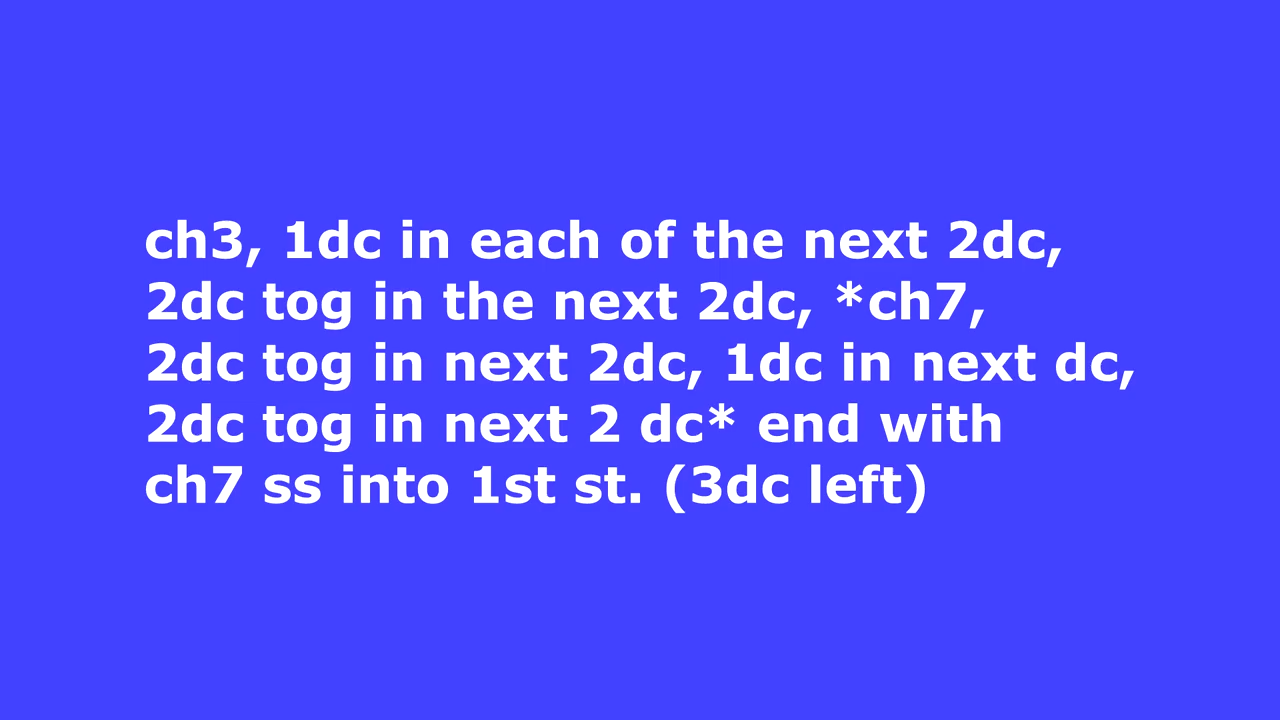 ch3, 1dc in each of the next 2dc,
2dc tog in the next 2dc, *ch7,
2dc tog in next 2dc, 1dc in next dc,
2dc tog in next 2 dc* end with
ch7 ss into 1st st. (3dc left)